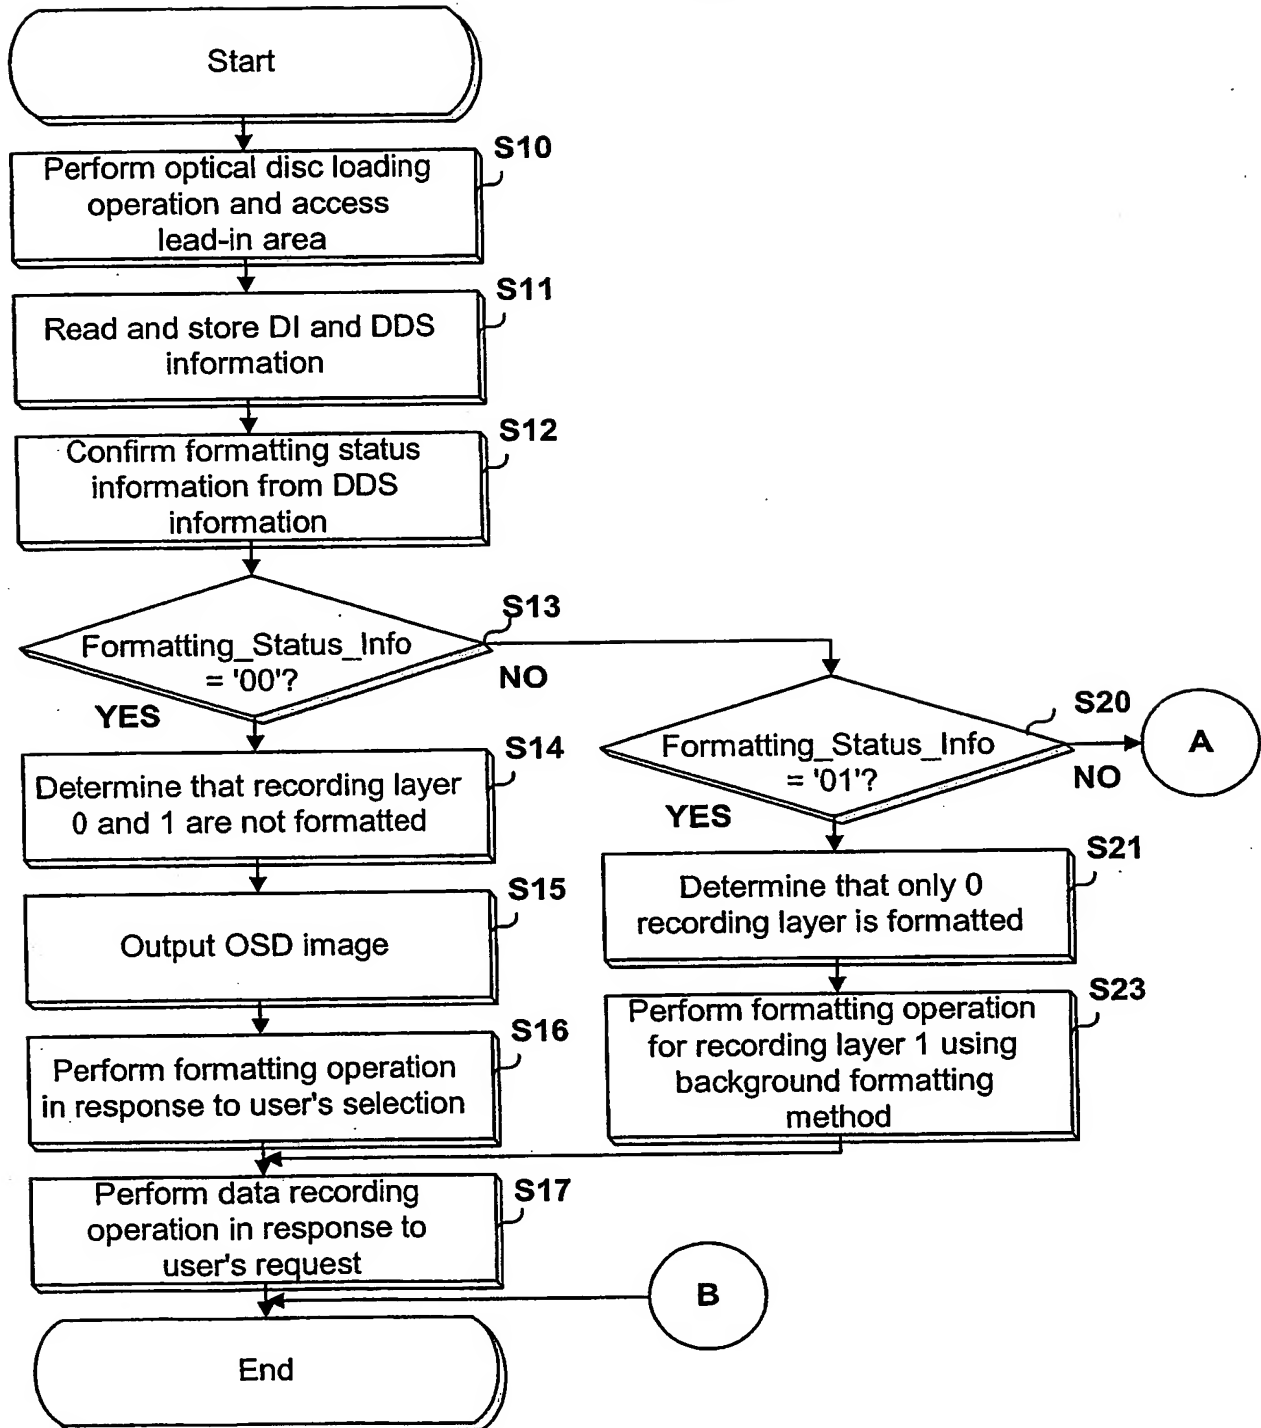 Start
S10
Perform optical disc loading
operation and access
lead-in area
S11
Read and store DI and DDS
information
S12
Confirm formatting status
information from DDS
information
S13
Formatting_Status_Info
= '00'?
NO
YES
S20
Formatting_Status_Info
= '01'?
NO
YES
A
S14
Determine that recording layer
0 and 1 are not formatted
S21
Determine that only 0
recording layer is formatted
S15
Output OSD image
S23
Perform formatting operation
for recording layer 1 using
background formatting
method
S16
Perform formatting operation
in response to user's selection
S17
Perform data recording
operation in response to
user's request
B
End